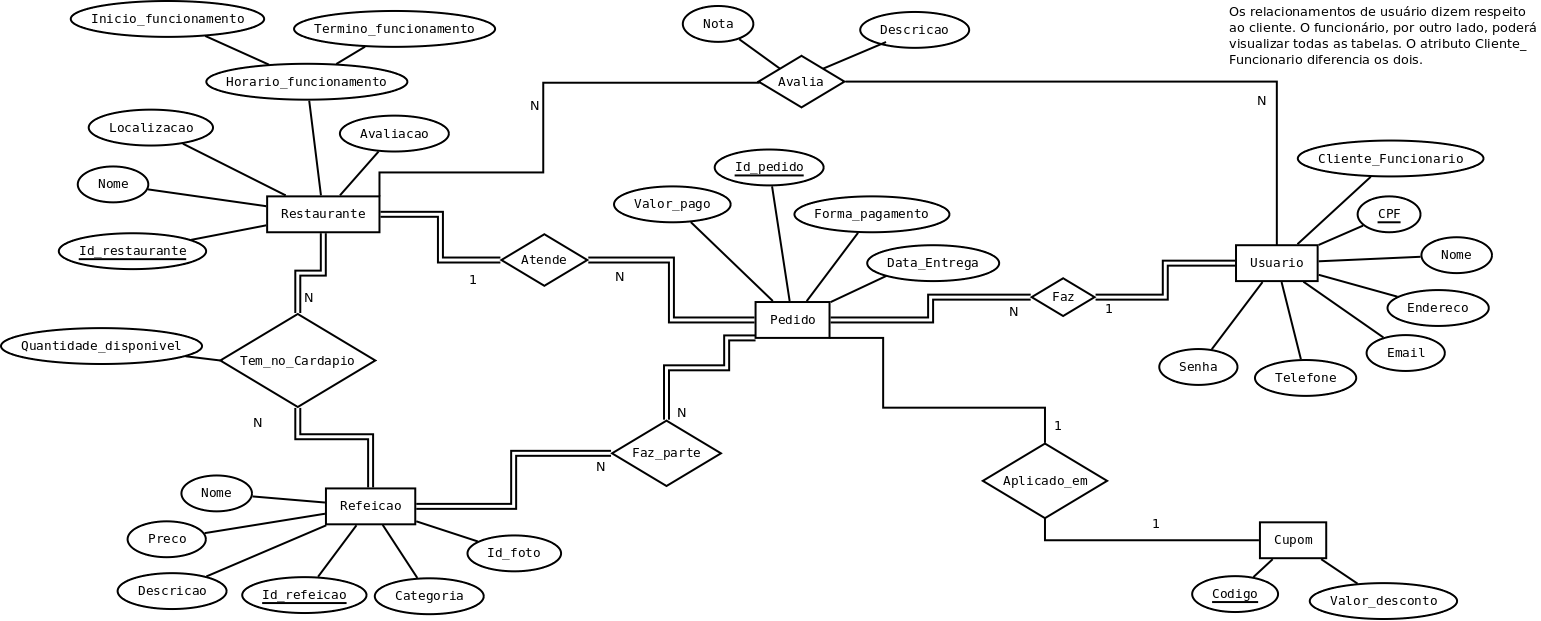 Inicio_funcionamento
Termino_funcionamento
Horario_funcionamento
Localizacao
Avaliacao
Nome
Restaurante
Id_restaurante
Nota
Descricao
Avalia
N
N
Os relacionamentos de usuário dizem respeito
ao cliente. O funcionário, por outro lado, poderá
visualizar todas as tabelas. O atributo Cliente_
Funcionario diferencia os dois.
Id_pedido
Valor_pago
Forma_pagamento
Data_Entrega
Atende
1
N
Pedido
Faz
N
1
Cliente_Funcionario
CPF
Nome
Usuario
Endereco
Email
Senha
Telefone
N
Quantidade_disponivel
Tem_no_Cardapio
N
N
Faz_parte
N
1
Aplicado_em
1
Nome
Refeicao
Preco
Id_foto
Descricao
Id_refeicao
Categoria
Cupom
Codigo
Valor_desconto